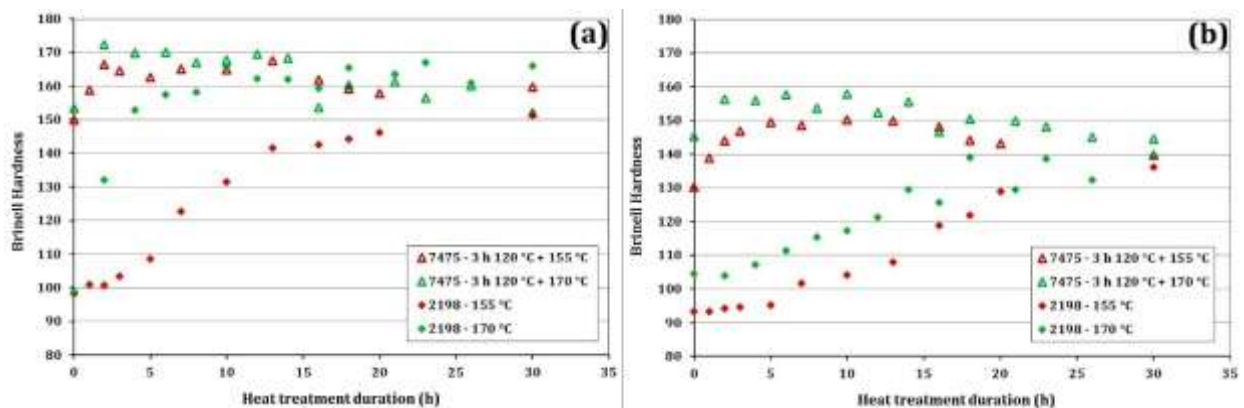 (a)
Brinell Hardness
180
170
160
150
140
130
120
110
100
90
80
7475 - 3 h 120 °C + 155 °C
7475 - 3 h 120 °C + 170 °C
2198 - 155 °C
2198 - 170 °C
0 5 10 15 20 25 30 35
Heat treatment duration (h)
(b)
Brinell Hardness
180
170
160
150
140
130
120
110
100
90
80
7475 - 3 h 120 °C + 155 °C
7475 - 3 h 120 °C + 170 °C
2198 - 155 °C
2198 - 170 °C
0 5 10 15 20 25 30 35
Heat treatment duration (h)